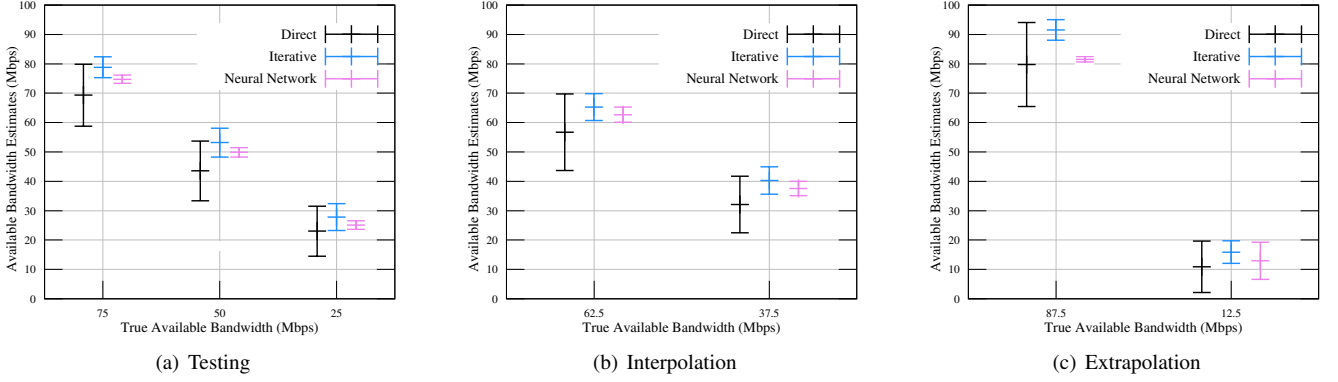 Available Bandwidth Estimates (Mbps)
100
90
80
70
60
50
40
30
20
10
0
Direct
Iterative
Neural Network
75
50
25
True Available Bandwidth (Mbps)
(a) Testing
Available Bandwidth Estimates (Mbps)
100
90
80
70
60
50
40
30
20
10
0
Direct
Iterative
Neural Network
62.5
37.5
True Available Bandwidth (Mbps)
(b) Interpolation
Available Bandwidth Estimates (Mbps)
100
90
80
70
60
50
40
30
20
10
0
Direct
Iterative
Neural Network
87.5
12.5
True Available Bandwidth (Mbps)
(c) Extrapolation